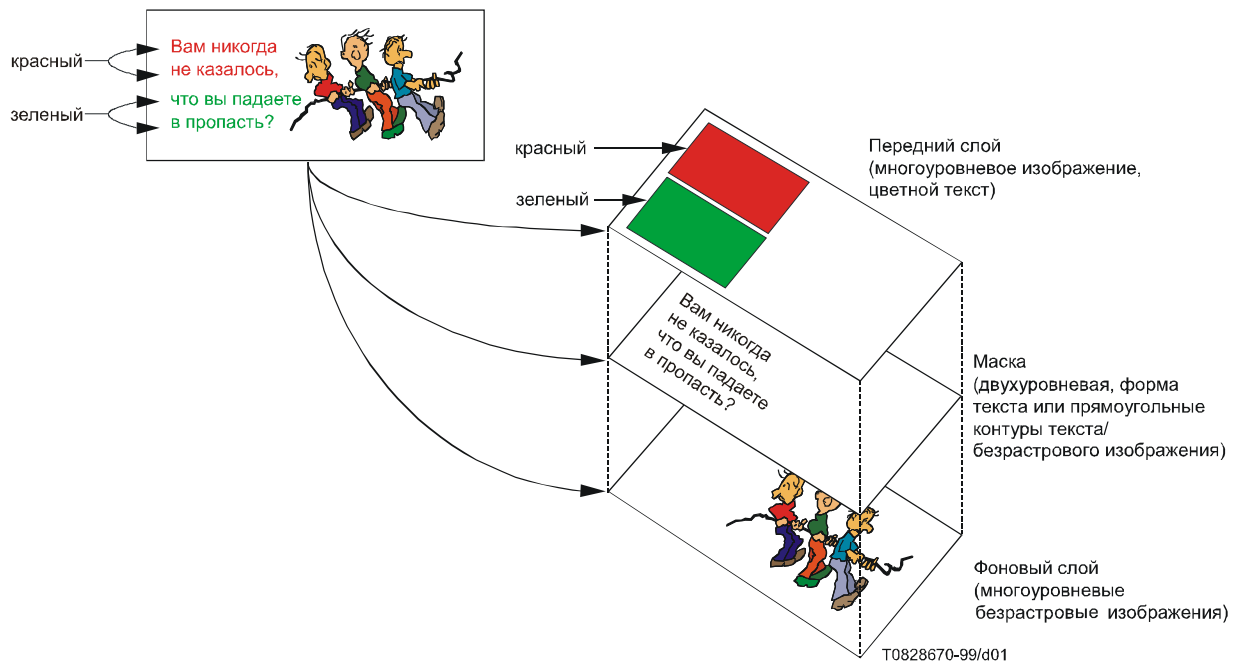 красный
зеленый
Вам никогда
не казалось,
что вы падаете
в пропасть?
красный
зеленый
Передний слой
(многоуровневое изображение,
цветной текст)
Вам никогда
не казалось,
что вы падаете
в пропасть?
Маска
(двухуровневая, форма
текста или прямоугольные
контуры текста/
безрастрового изображения)
Фоновый слой
(многоуровневые
безрастровые изображения)
T0828670-99/d01